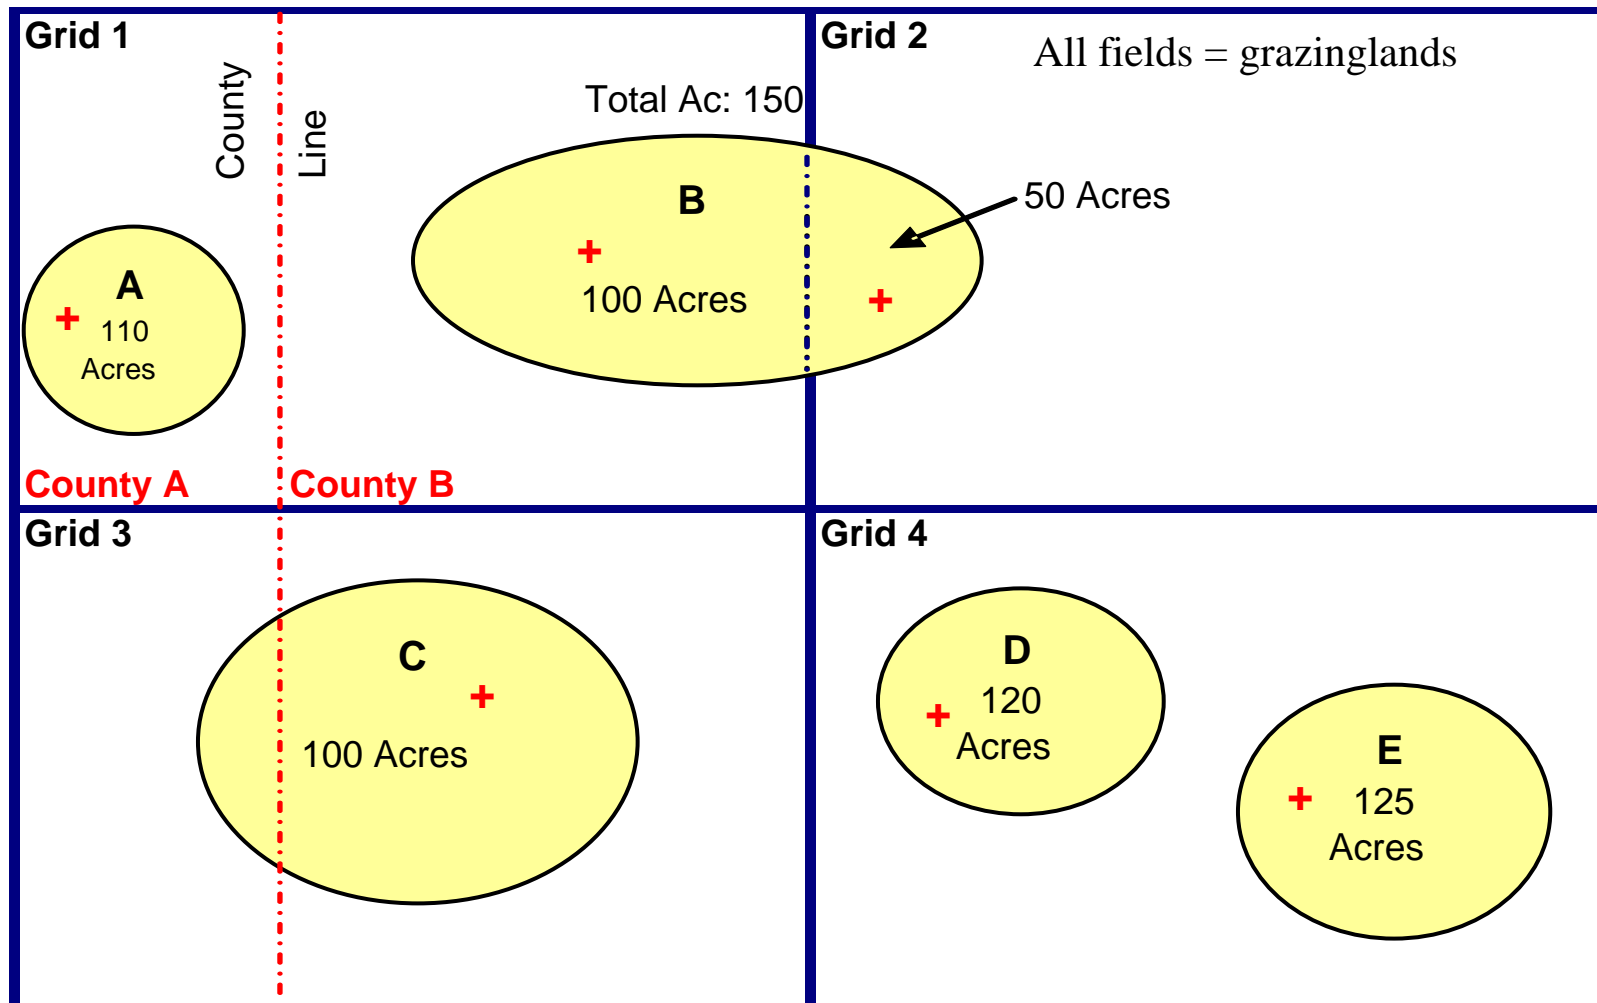 Grid 1
Grid 2
All fields = grazinglands
County
Line
Total Ac: 150
B
50 Acres
100 Acres
A
110
Acres
County A
County B
Grid 3
Grid 4
C
100 Acres
D
120
Acres
E
125
Acres